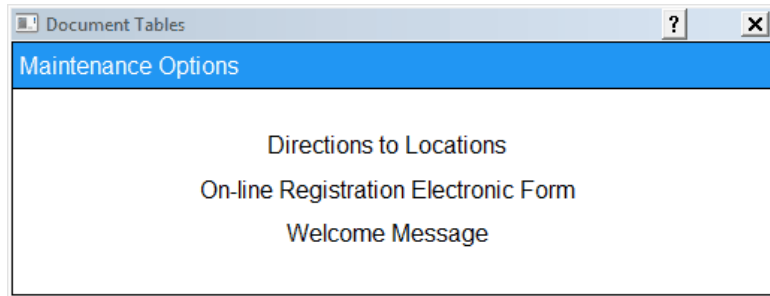 Document Tables
?
Maintenance Options
Directions to Locations
On-line Registration Electronic Form
Welcome Message